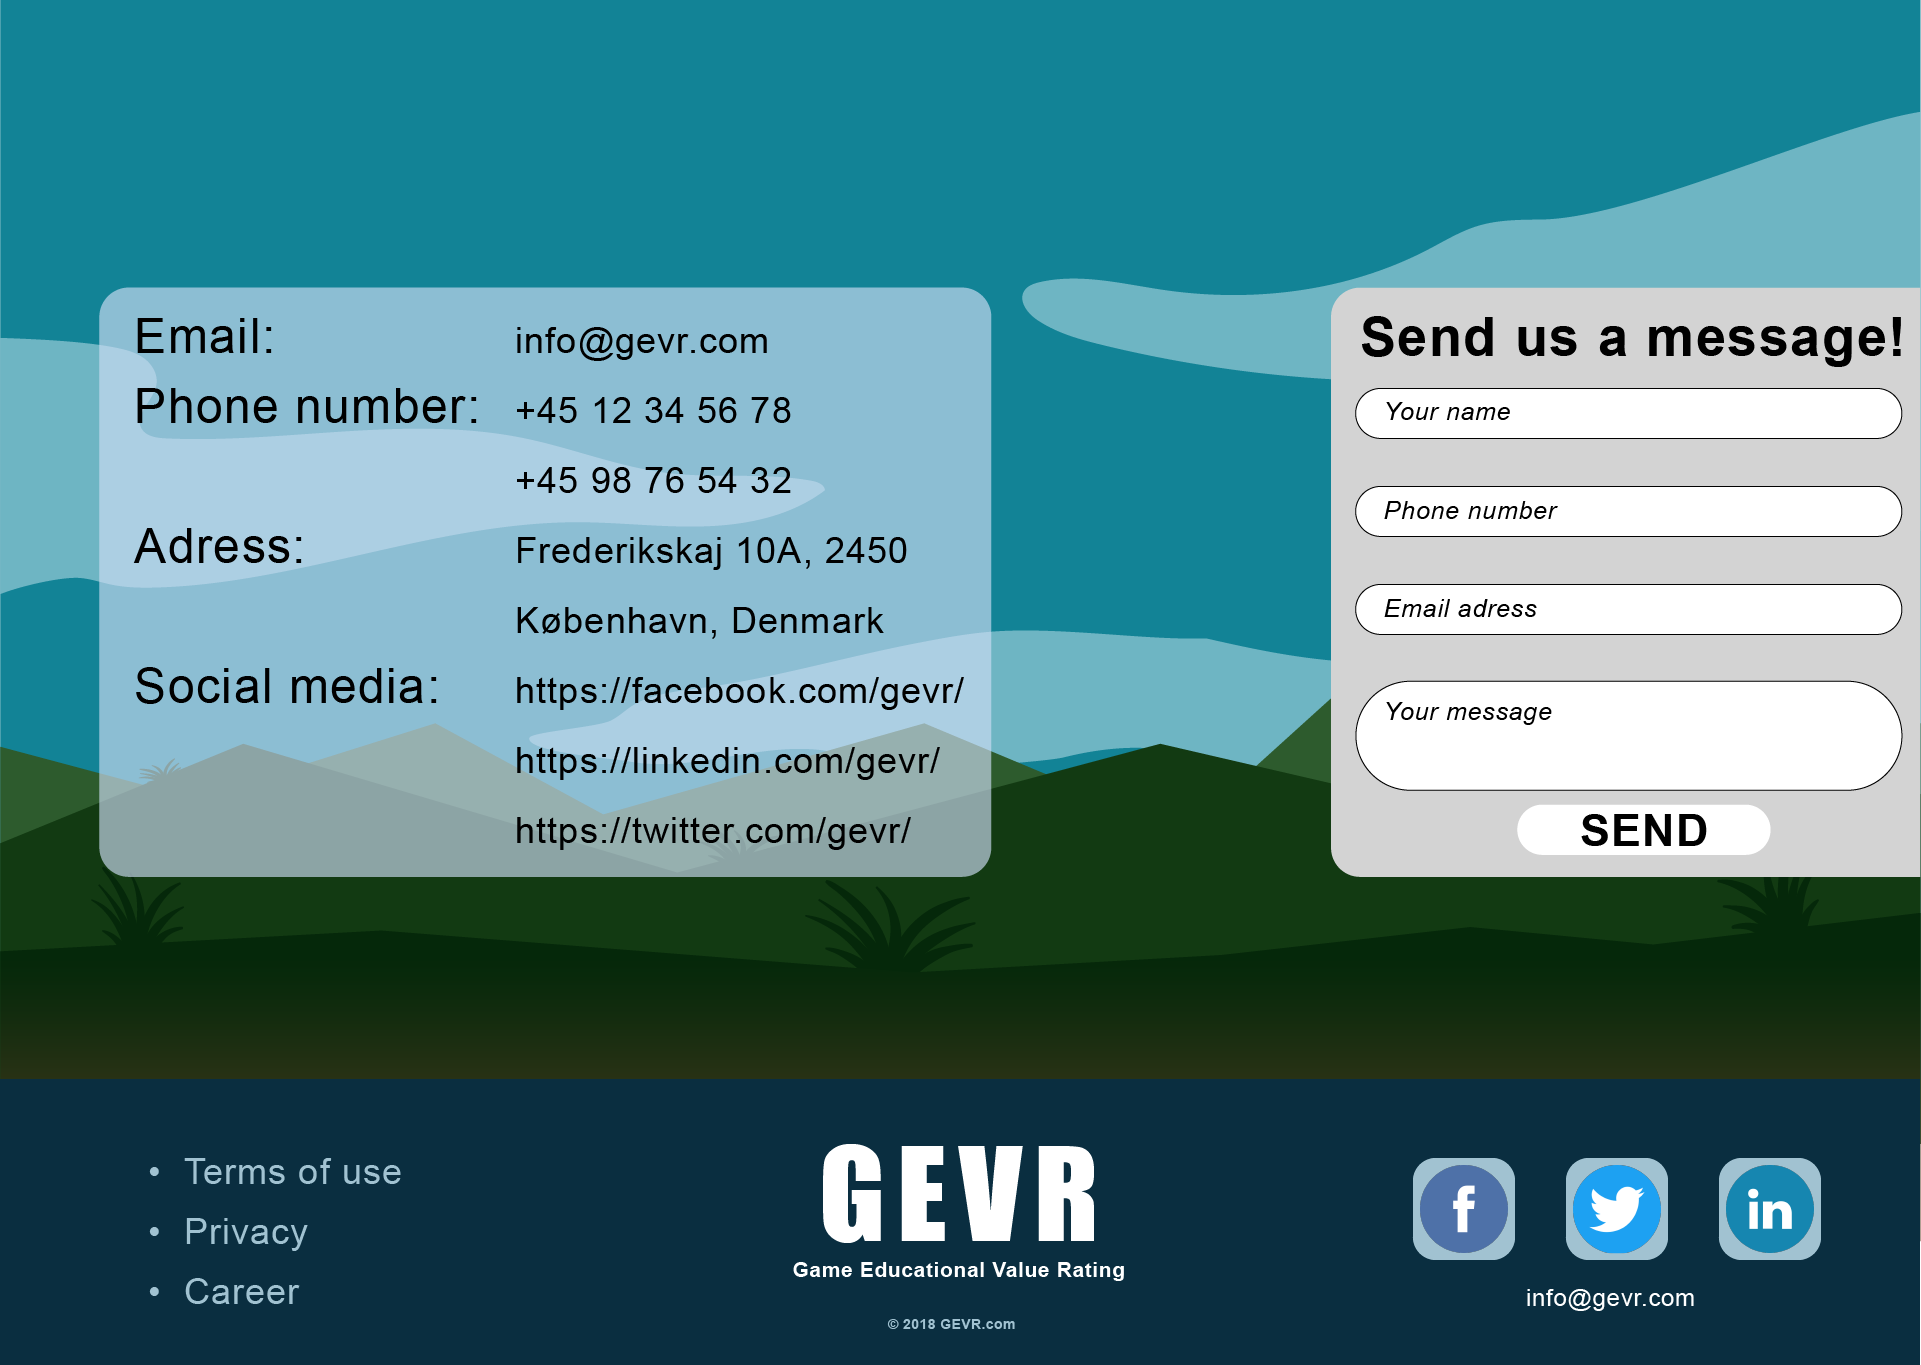 Email: info@gevr.com
Phone number: +45 12 34 56 78
+45 98 76 54 32
Adress: Frederikskaj 10A, 2450
København, Denmark
Social media: https://facebook.com/gevr/
https://linkedin.com/gevr/
https://twitter.com/gevr/
Send us a message!
Your name
Phone number
Email adress
Your message
SEND
• Terms of use
• Privacy
• Career
GEVR
Game Educational Value Rating
© 2018 GEVR.com
f
in
info@gevr.com